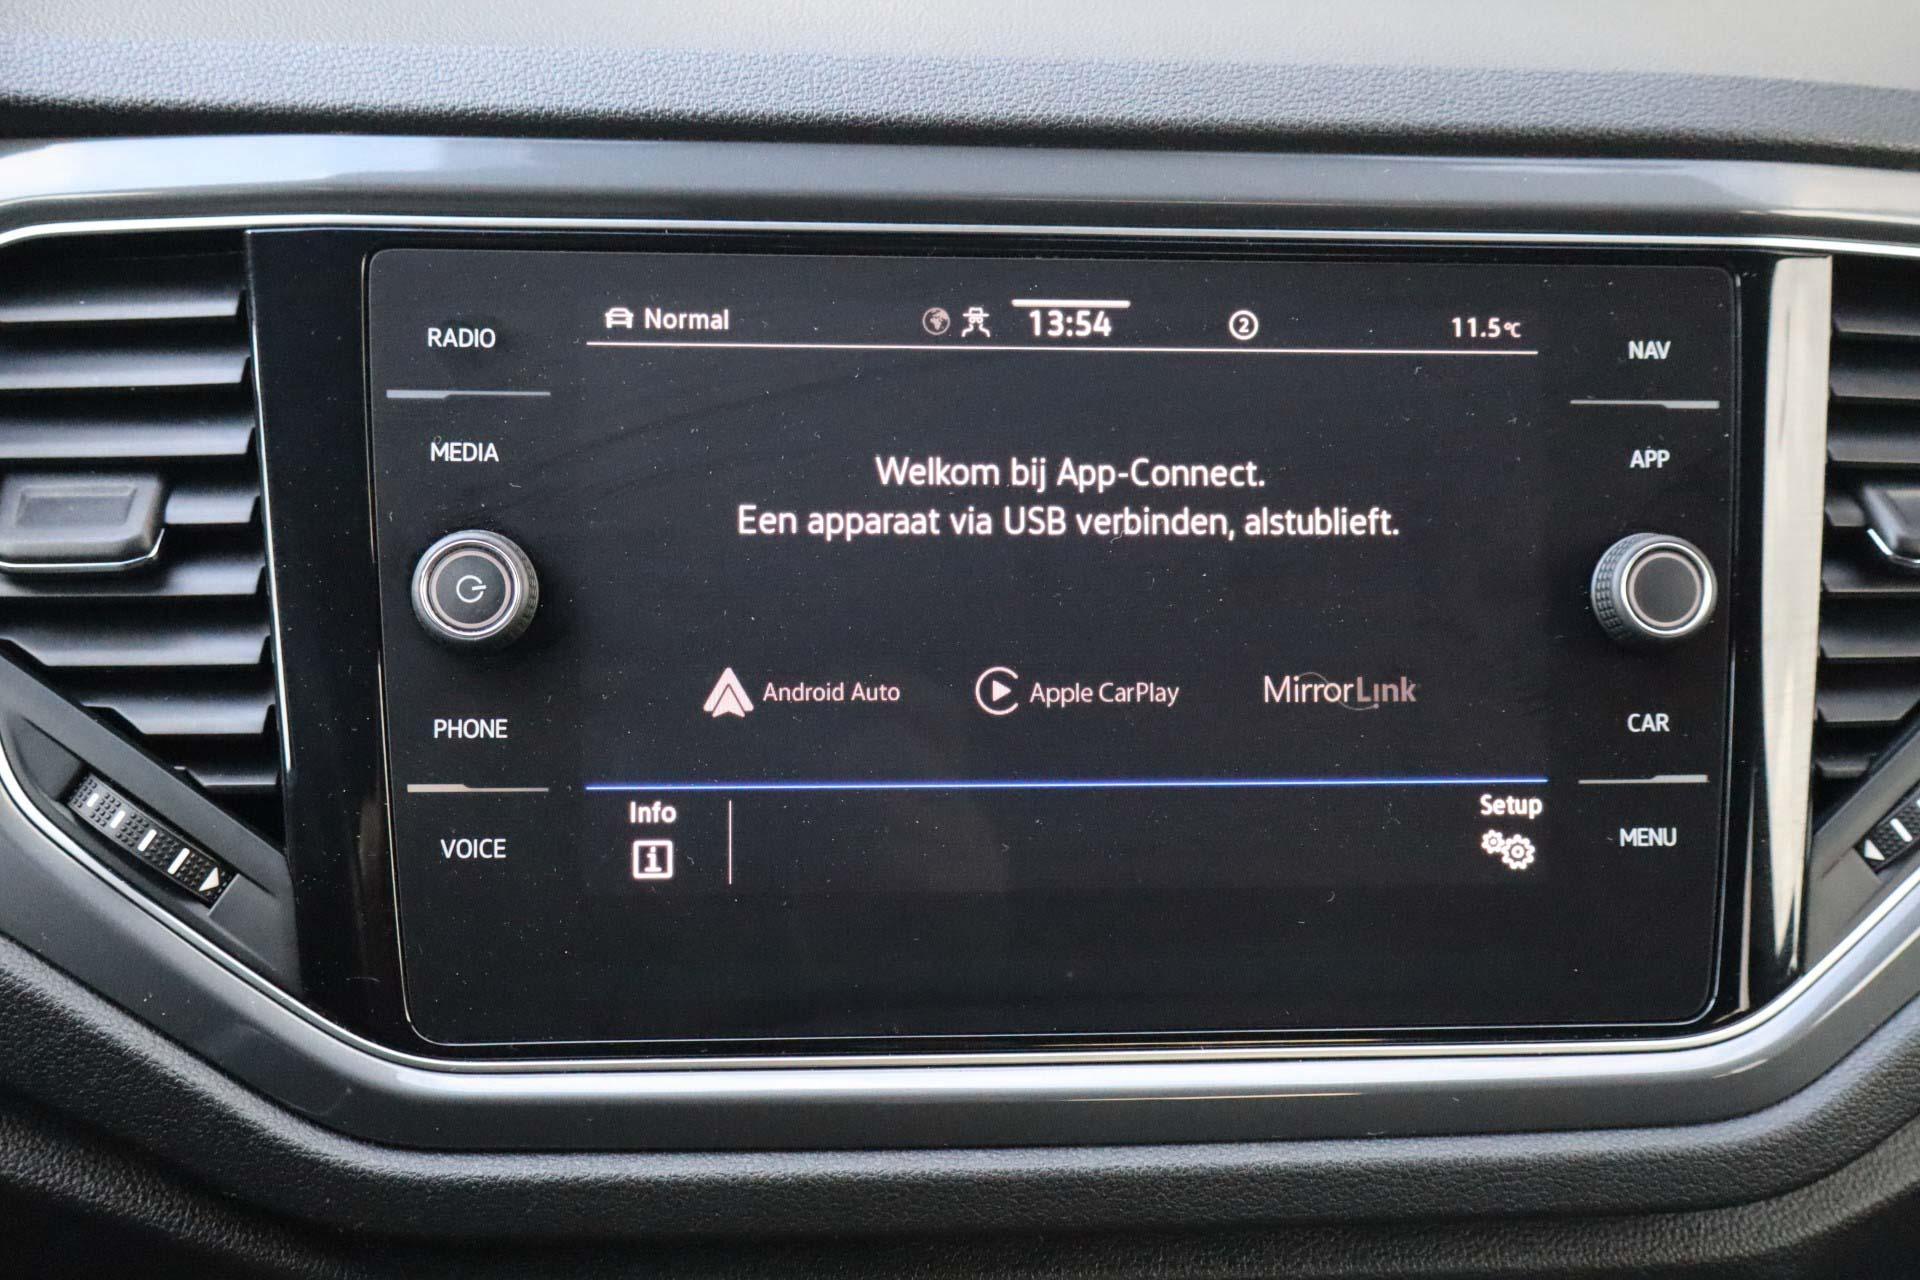 RADIO
MEDIA
PHONE
VOICE
Normal 13:54 2 11.5°C
Welkom bij App-Connect.
Een apparaat via USB verbinden, alstublieft.
Android Auto Apple CarPlay MirrorLink
Info Setup
NAV
APP
CAR
MENU